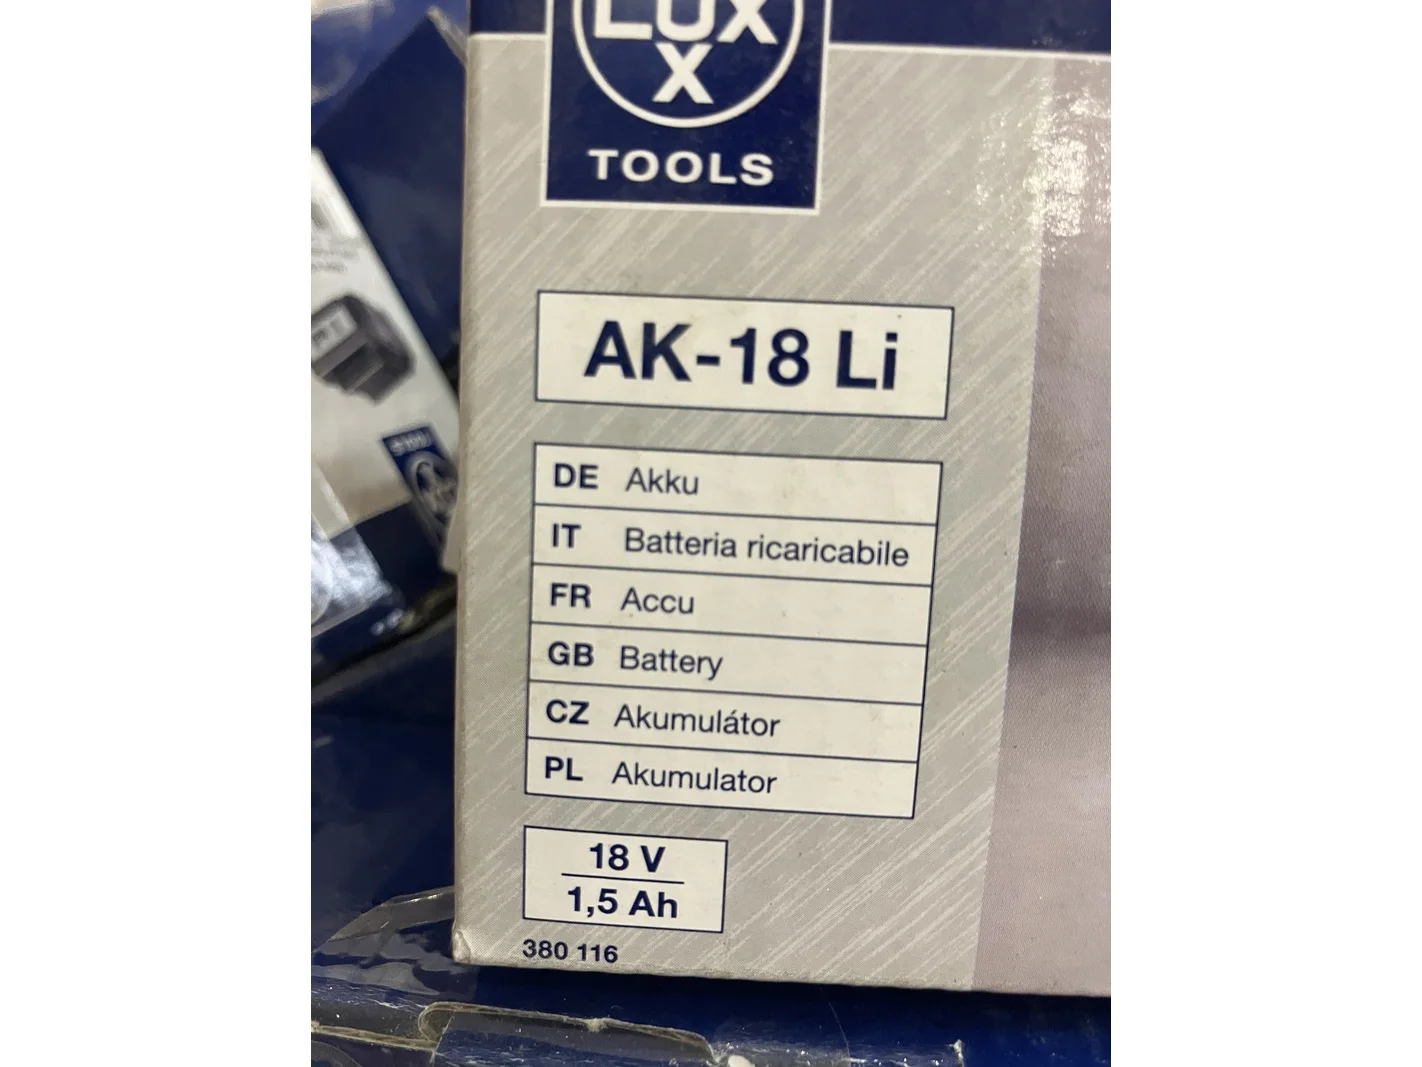 LUX
X
TOOLS
AK-18 Li
DE Akku
IT Batteria ricaricabile
FR Accu
GB Battery
CZ Akumulátor
PL Akumulator
18 V
1,5 Ah
380 116